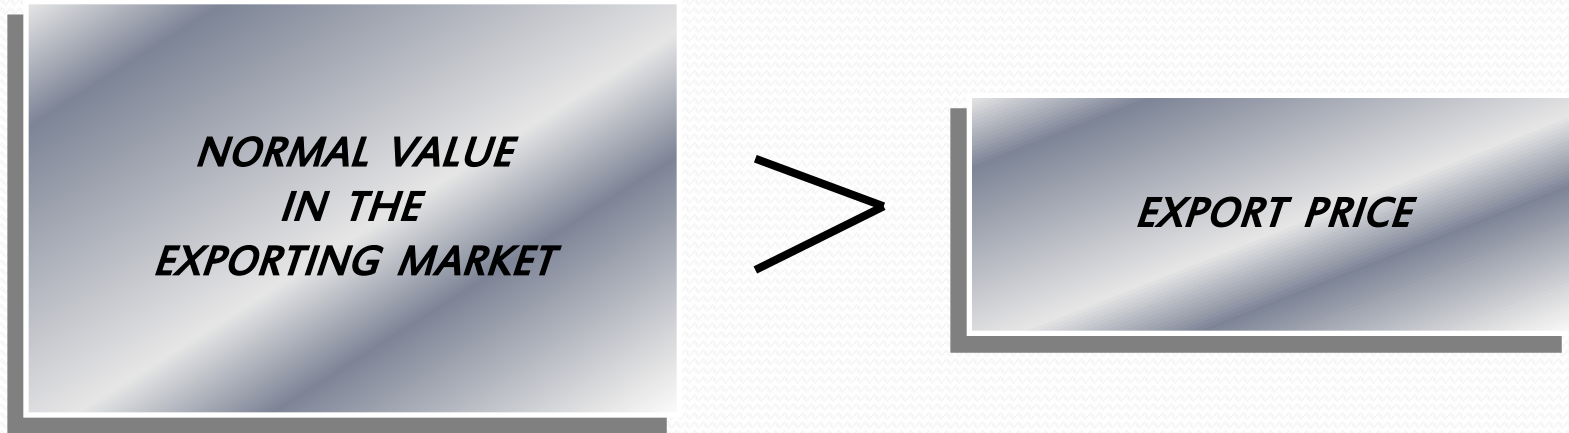 NORMAL VALUE
IN THE
EXPORTING MARKET
>
EXPORT PRICE